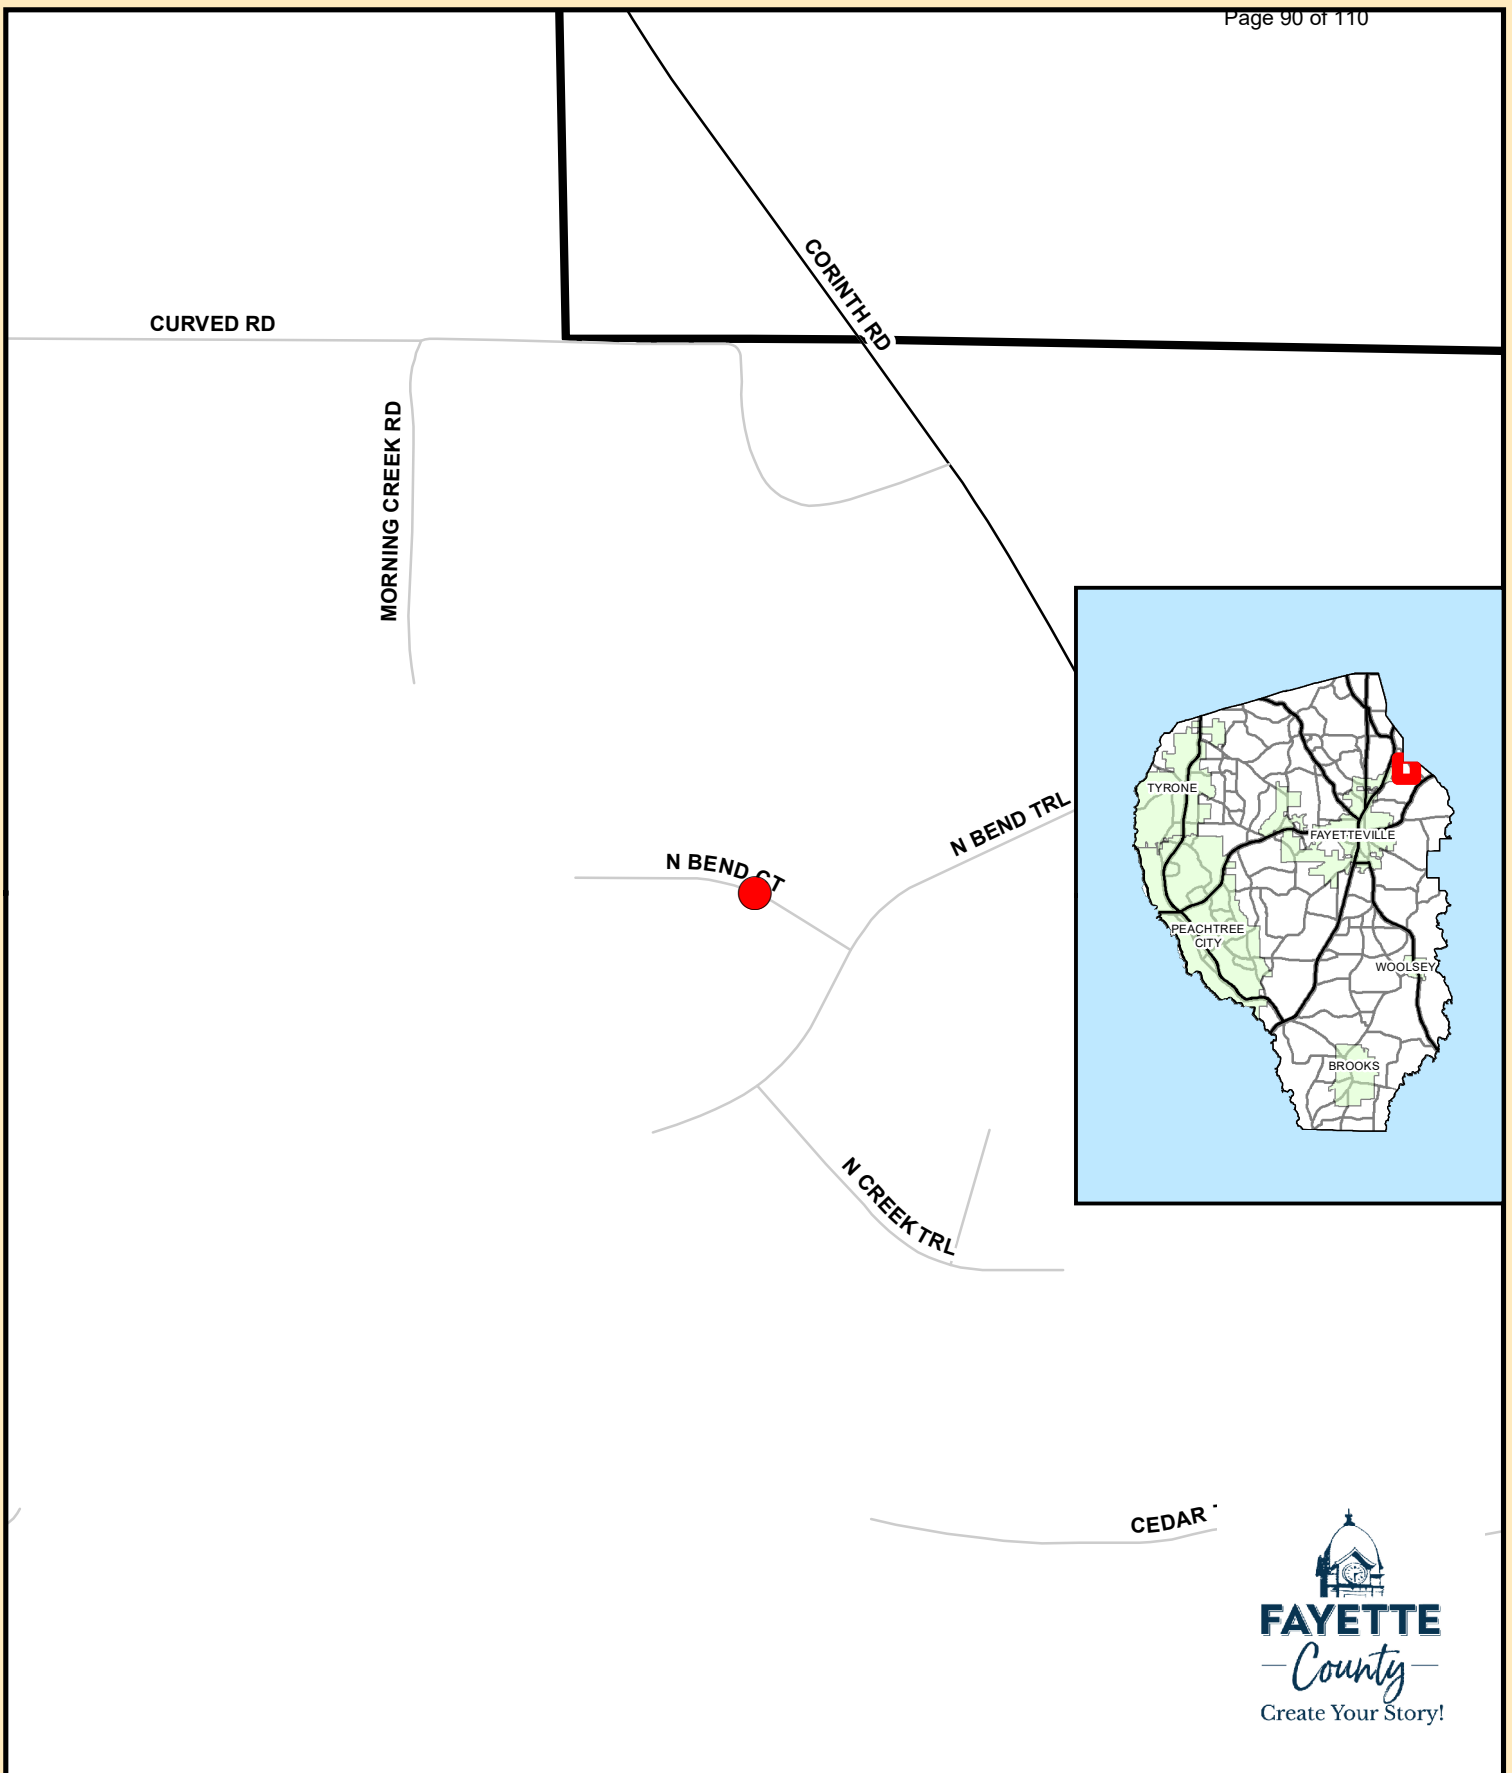 Page 90 of 110
CORINTH RD
CURVED RD
MORNING CREEK RD
N BEND TRL
N BEND CT
N CREEK TRL
TYRONE
FAYETTEVILLE
PEACHTREE
CITY
WOOLSEY
BROOKS
CEDAR
FAYETTE
County
Create Your Story!